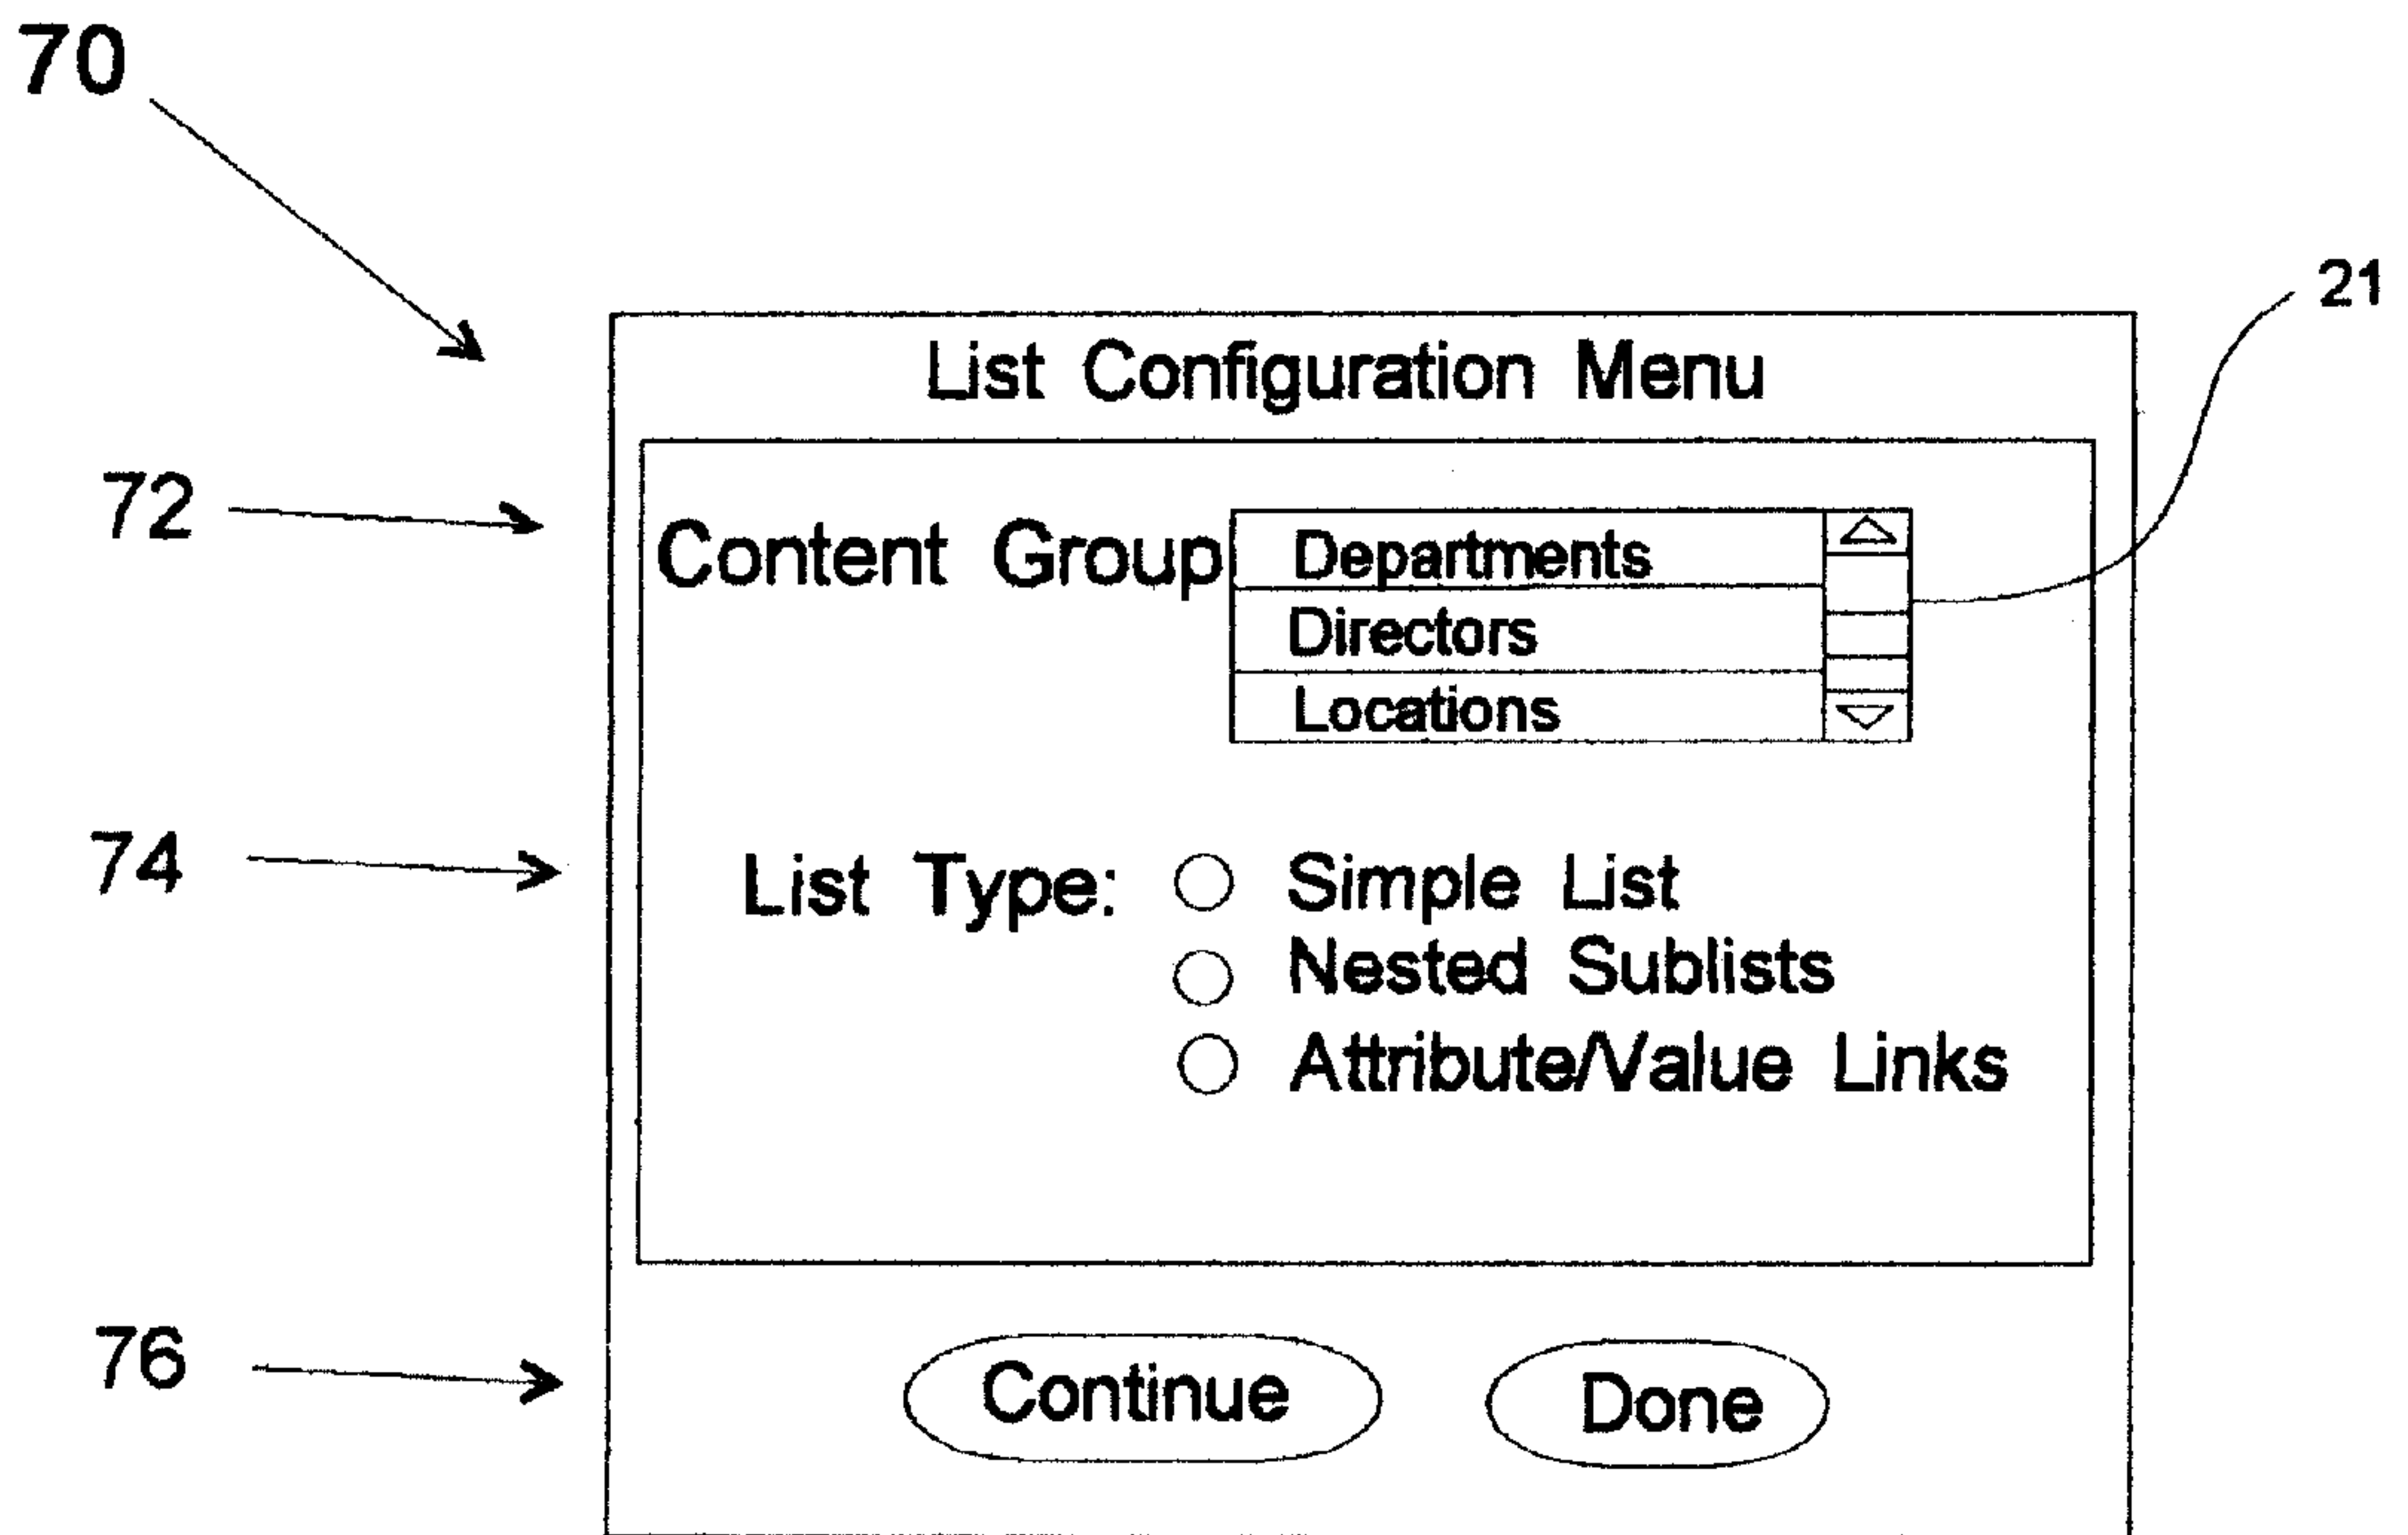 70
21
List Configuration Menu
72
Content Group
Departments
Directors
Locations
74
List Type:
Simple List
Nested Sublists
Attribute/Value Links
76
Continue
Done